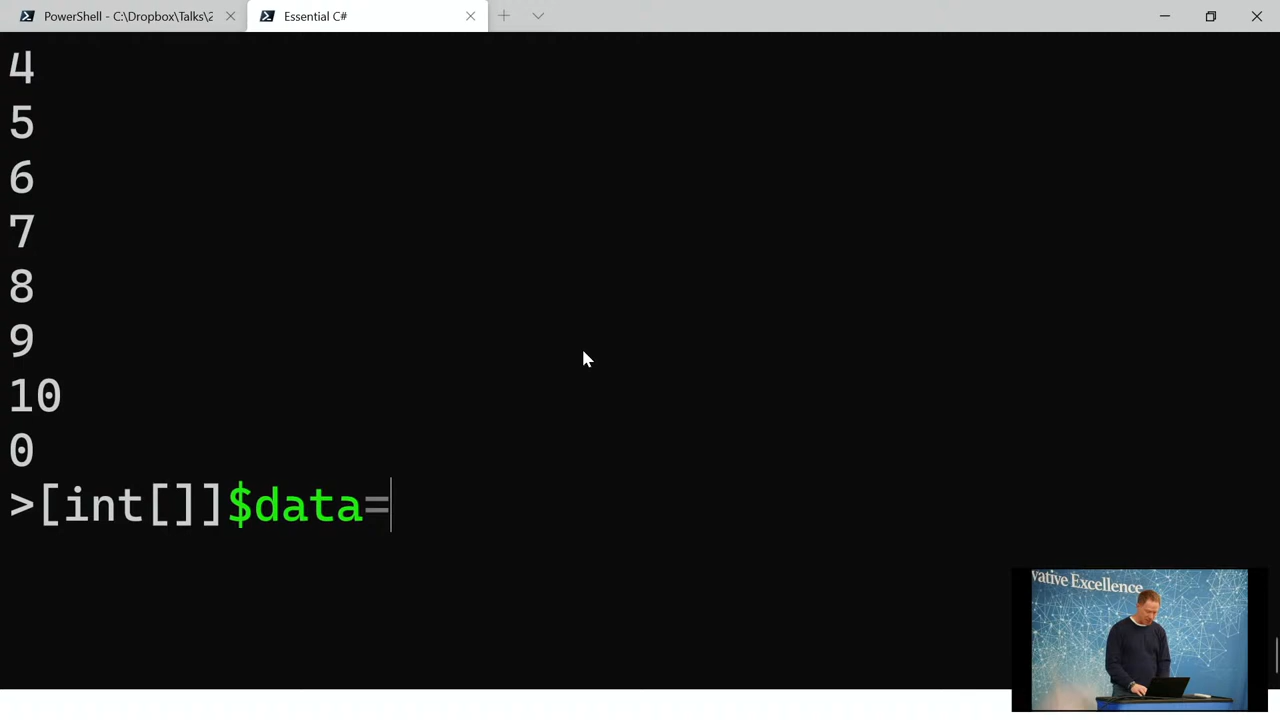 PowerShell - C:\Dropbox\Talks\2
Essential C#
4
5
6
7
8
9
10
0
>[int[]]$data=
vative Excellence